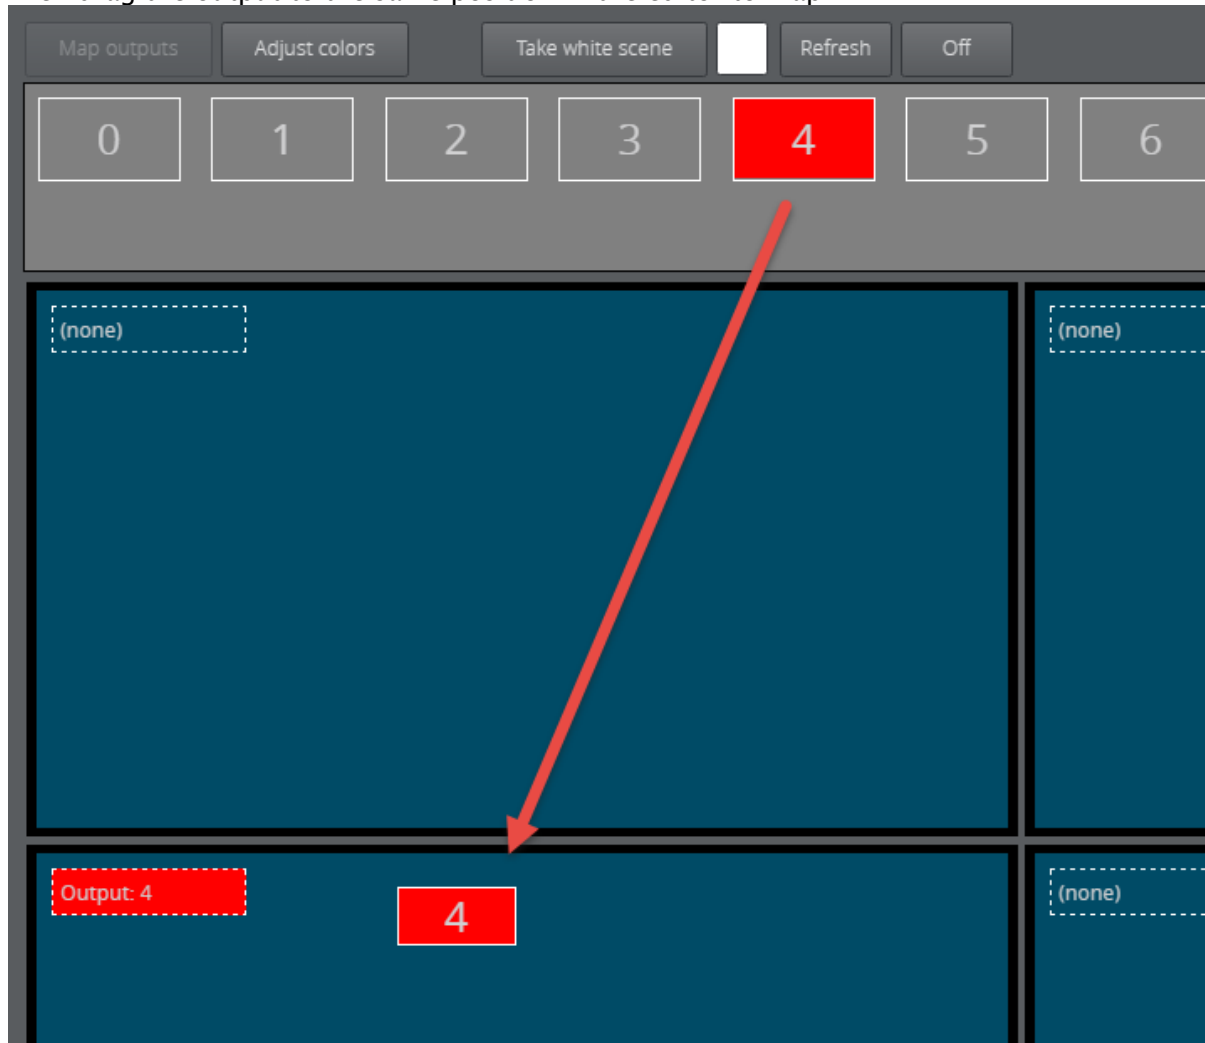 Map outputs Adjust colors Take white scene Refresh Off
0 1 2 3 4 5 6
(none) (none)
Output: 4 4 (none)